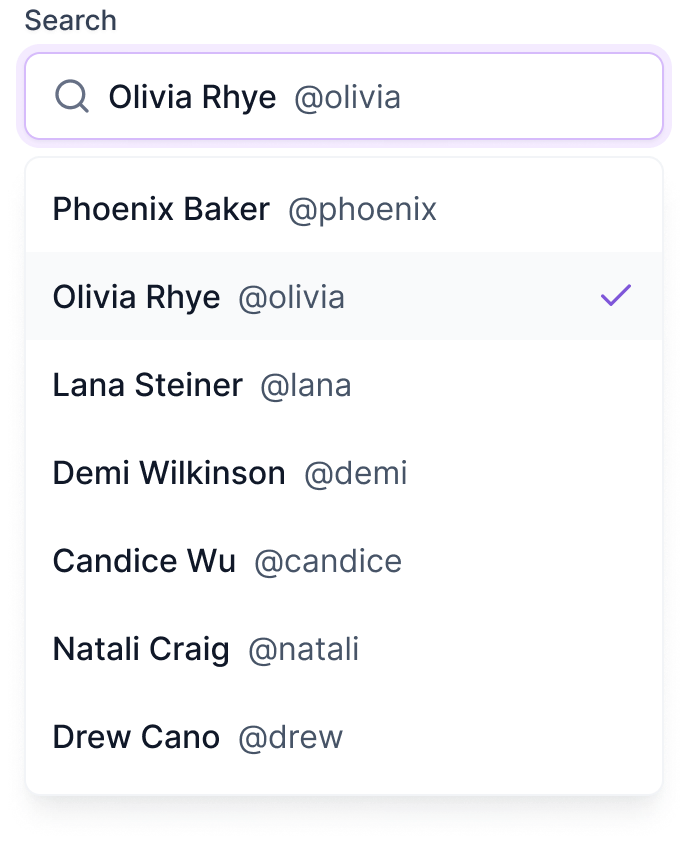 Search
Olivia Rhye @olivia
Phoenix Baker @phoenix
Olivia Rhye @olivia
Lana Steiner @lana
Demi Wilkinson @demi
Candice Wu @candice
Natali Craig @natali
Drew Cano @drew